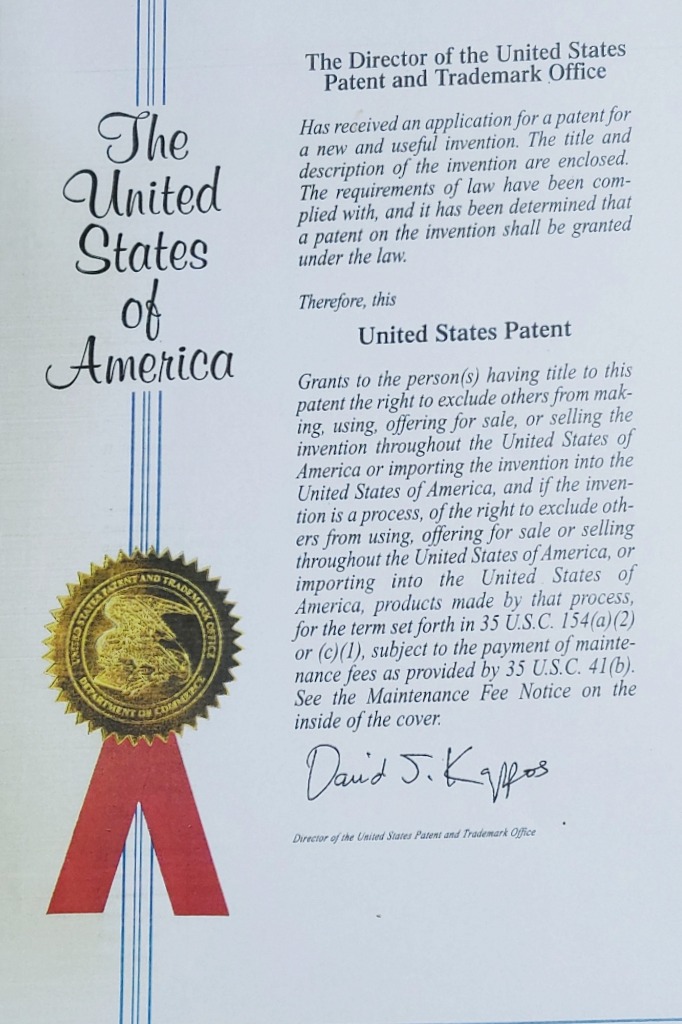 The
United
States
of
America
UNITED STATES PATENT AND TRADEMARK OFFICE
DEPARTMENT OF COMMERCE
The Director of the United States
Patent and Trademark Office
Has received an application for a patent for
a new and useful invention. The title and
description of the invention are enclosed.
The requirements of law have been com-
plied with, and it has been determined that
a patent on the invention shall be granted
under the law.
Therefore, this
United States Patent
Grants to the person(s) having title to this
patent the right to exclude others from mak-
ing, using, offering for sale, or selling the
invention throughout the United States of
America or importing the invention into the
United States of America, and if the inven-
tion is a process, of the right to exclude oth-
ers from using, offering for sale or selling
throughout the United States of America, or
importing into the United States of
America, products made by that process,
for the term set forth in 35 U.S.C. 154(a)(2)
or (c)(1), subject to the payment of mainte-
nance fees as provided by 35 U.S.C. 41(b).
See the Maintenance Fee Notice on the
inside of the cover.
David J. Kappos
Director of the United States Patent and Trademark Office